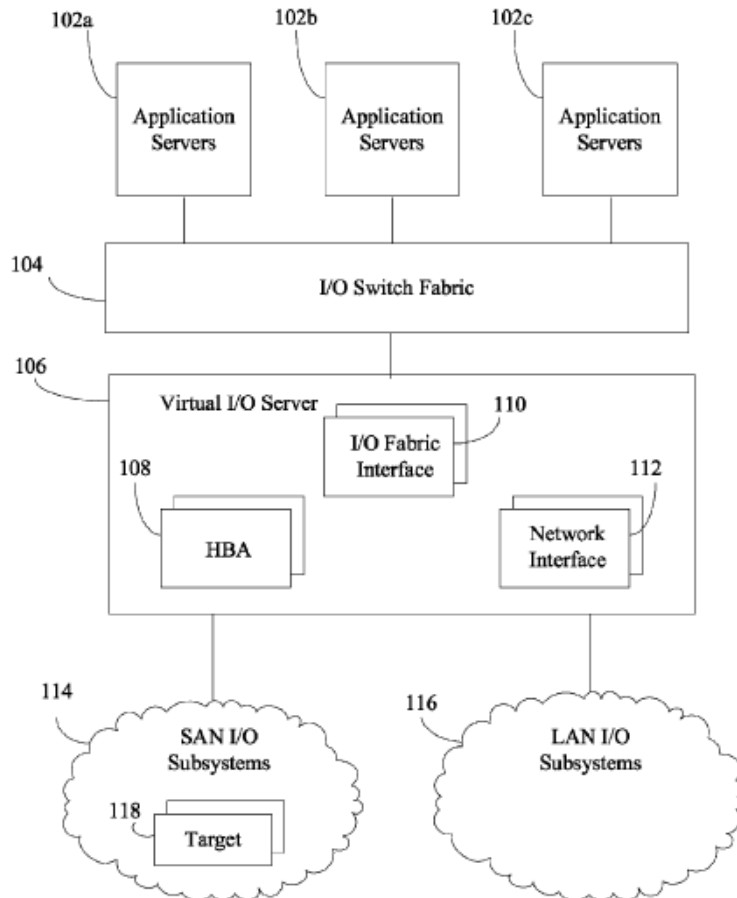 102a
102b
102c
Application
Servers
Application
Servers
Application
Servers
104
I/O Switch Fabric
106
Virtual I/O Server
110
I/O Fabric
Interface
108
112
HBA
Network
Interface
114
116
SAN I/O
Subsystems
LAN I/O
Subsystems
118
Target